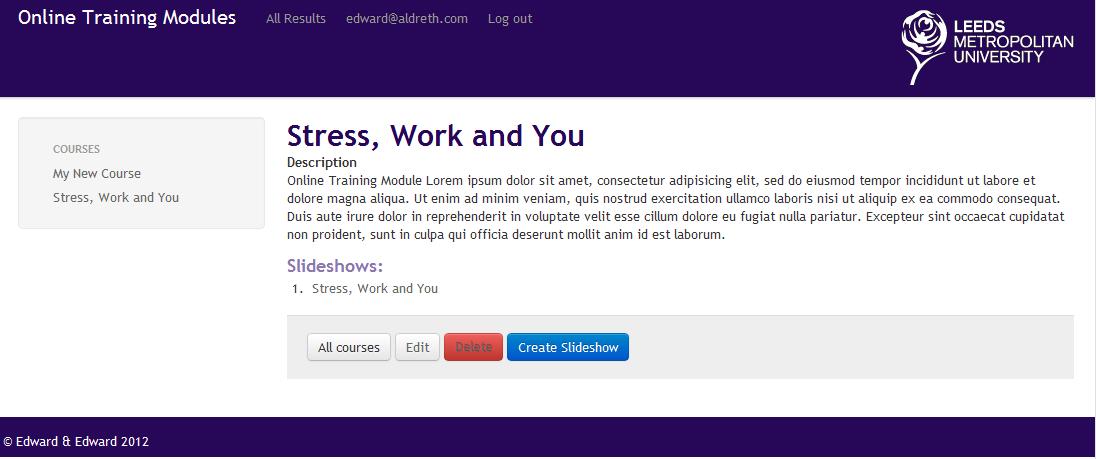 Online Training Modules All Results edward@aldreth.com Log out
LEEDS
METROPOLITAN
UNIVERSITY
COURSES
My New Course
Stress, Work and You
Stress, Work and You
Description
Online Training Module Lorem ipsum dolor sit amet, consectetur adipisicing elit, sed do eiusmod tempor incididunt ut labore et
dolore magna aliqua. Ut enim ad minim veniam, quis nostrud exercitation ullamco laboris nisi ut aliquip ex ea commodo consequat.
Duis aute irure dolor in reprehenderit in voluptate velit esse cillum dolore eu fugiat nulla pariatur. Excepteur sint occaecat cupidatat
non proident, sunt in culpa qui officia deserunt mollit anim id est laborum.
Slideshows:
1. Stress, Work and You
All courses Edit Delete Create Slideshow
© Edward & Edward 2012